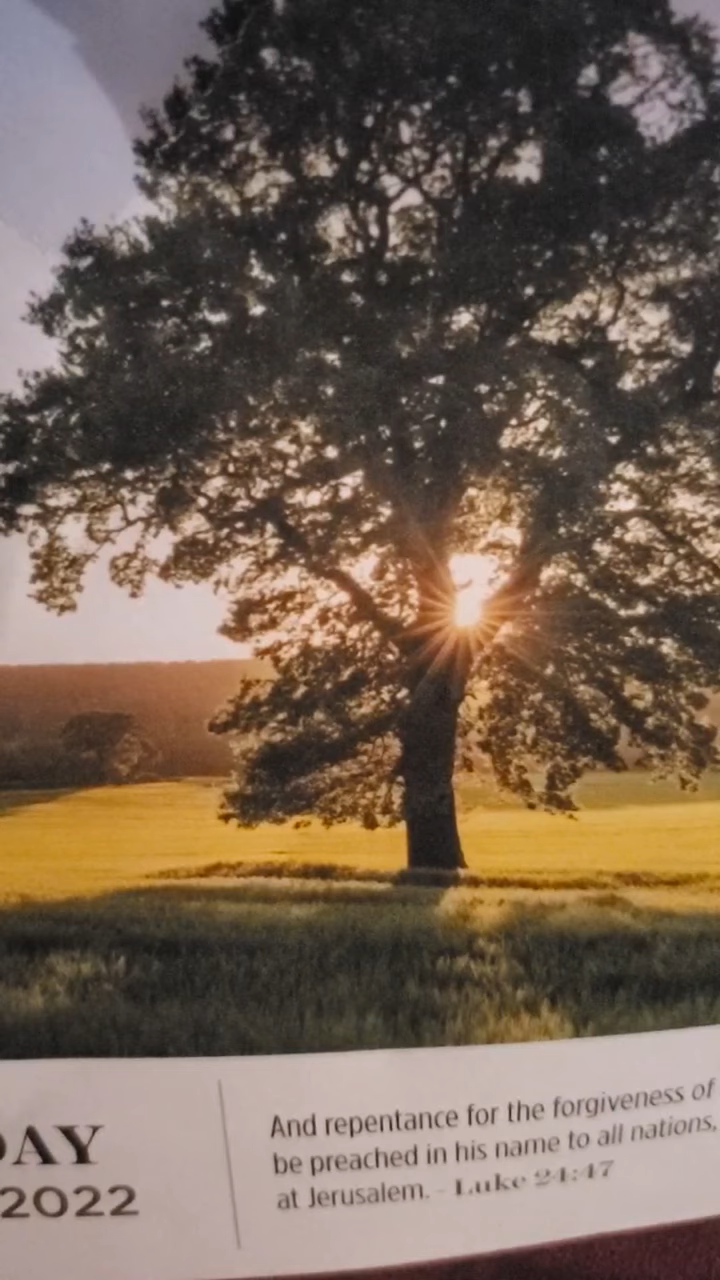 DAY
2022
And repentance for the forgiveness of
be preached in his name to all nations,
at Jerusalem. - Luke 24:47